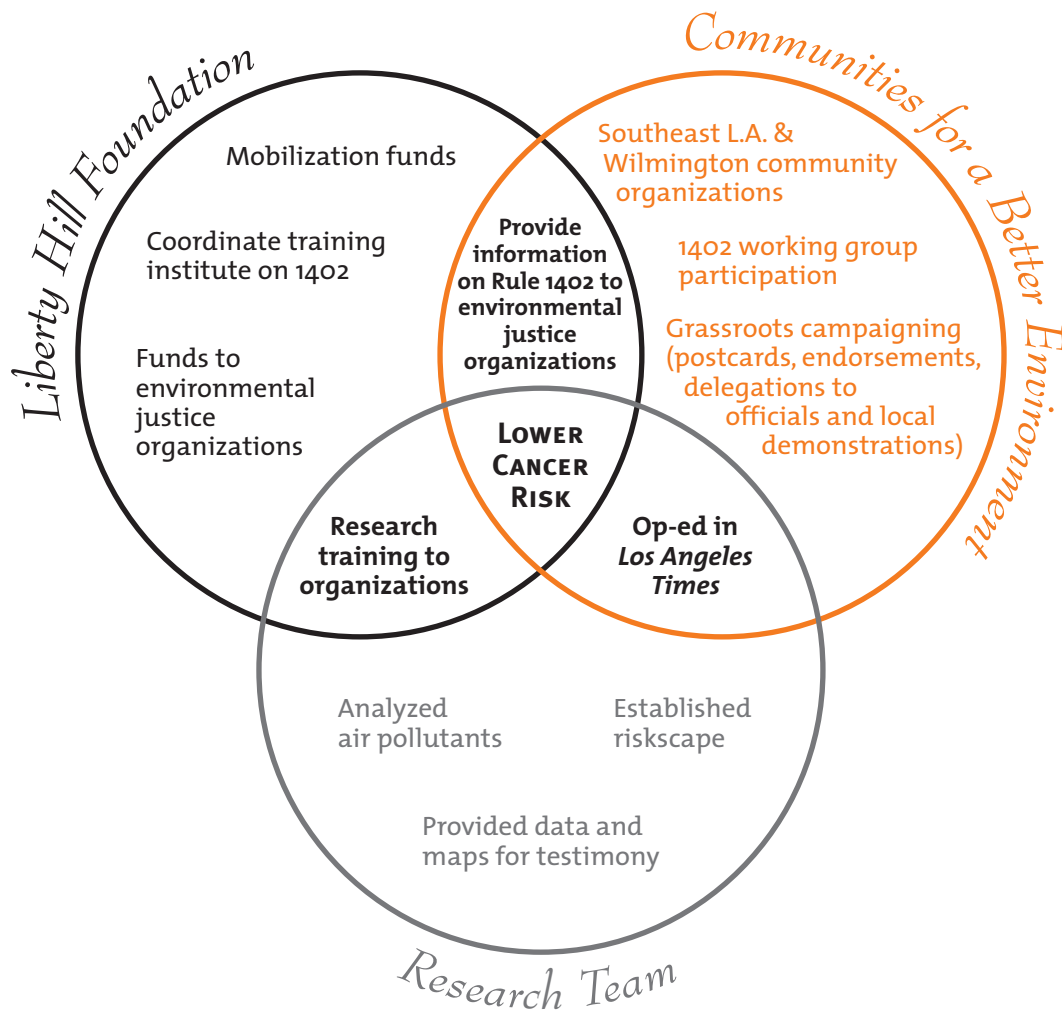 Liberty Hill Foundation
Communities for a Better Environment
Mobilization funds
Coordinate training
institute on 1402
Funds to
environmental
justice
organizations
Provide
information
on Rule 1402 to
environmental
justice
organizations
Southeast L.A. &
Wilmington community
organizations
1402 working group
participation
Grassroots campaigning
(postcards, endorsements,
delegations to
officials and local
demonstrations)
LOWER
CANCER
RISK
Research
training to
organizations
Op-ed in
Los Angeles
Times
Analyzed
air pollutants
Established
riskscape
Provided data and
maps for testimony
Research Team